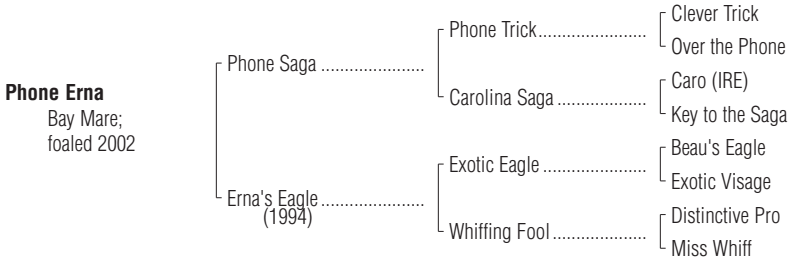 Phone Erna
Bay Mare;
foaled 2002
Phone Saga ......................
Erna's Eagle ......................
(1994)
Phone Trick .......................
Carolina Saga ...................
Exotic Eagle ......................
Whiffing Fool ....................
Clever Trick
Over the Phone
Caro (IRE)
Key to the Saga
Beau's Eagle
Exotic Visage
Distinctive Pro
Miss Whiff